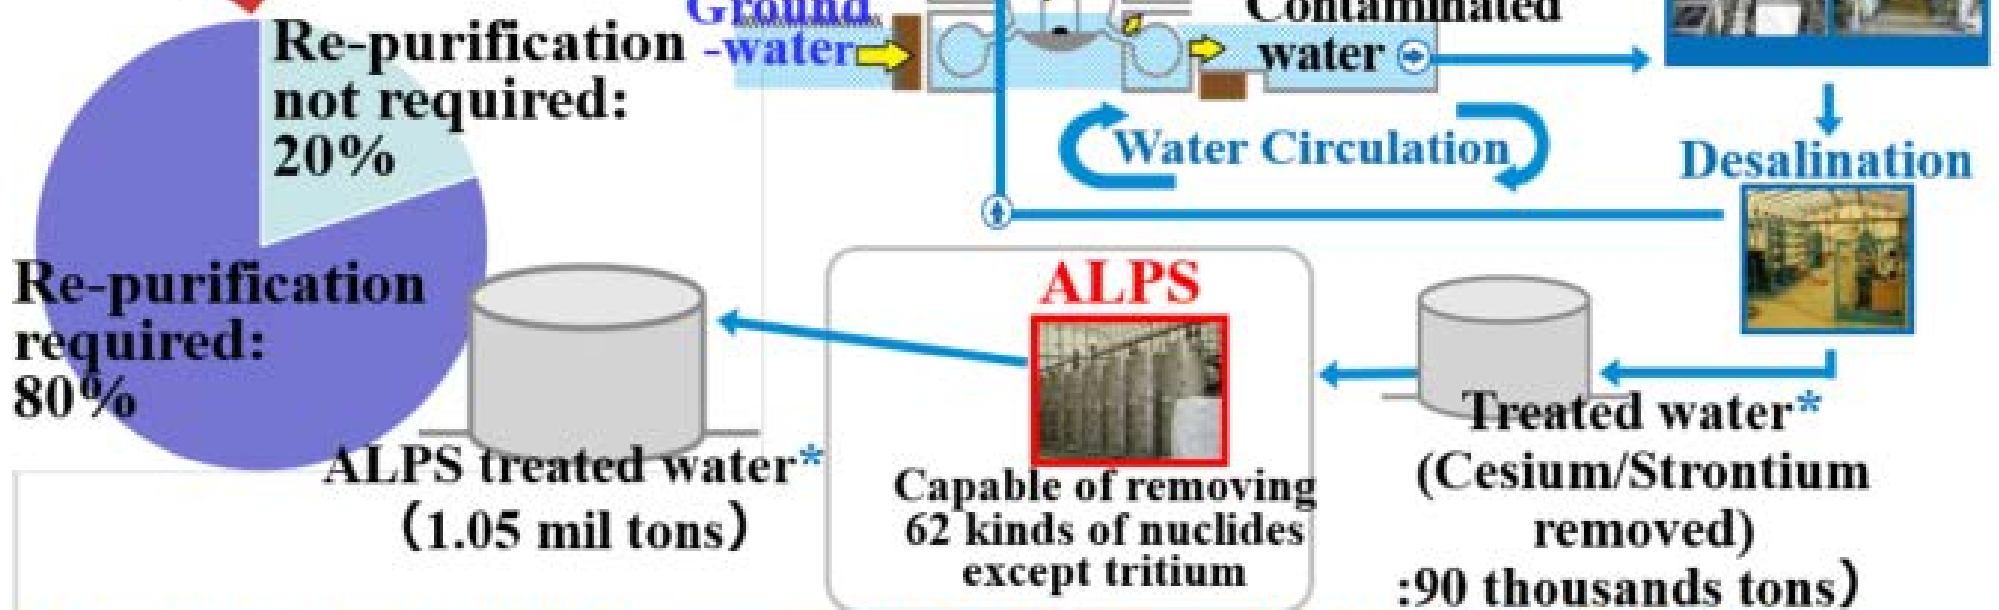 Re-purification
not required:
20%
Re-purification
required:
80%
Ground
-water
Contaminated
water
Water Circulation
Desalination
ALPS
Capable of removing
62 kinds of nuclides
except tritium
Treated water*
(Cesium/Strontium
removed)
:90 thousands tons)
ALPS treated water*
(1.05 mil tons)